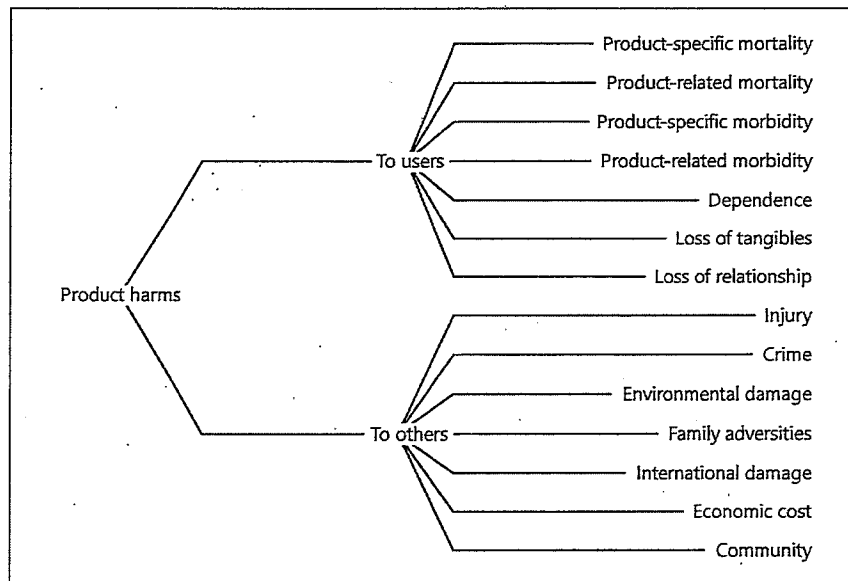 Product harms
To users
Product-specific mortality
Product-related mortality
Product-specific morbidity
Product-related morbidity
Dependence
Loss of tangibles
Loss of relationship
To others
Injury
Crime
Environmental damage
Family adversities
International damage
Economic cost
Community